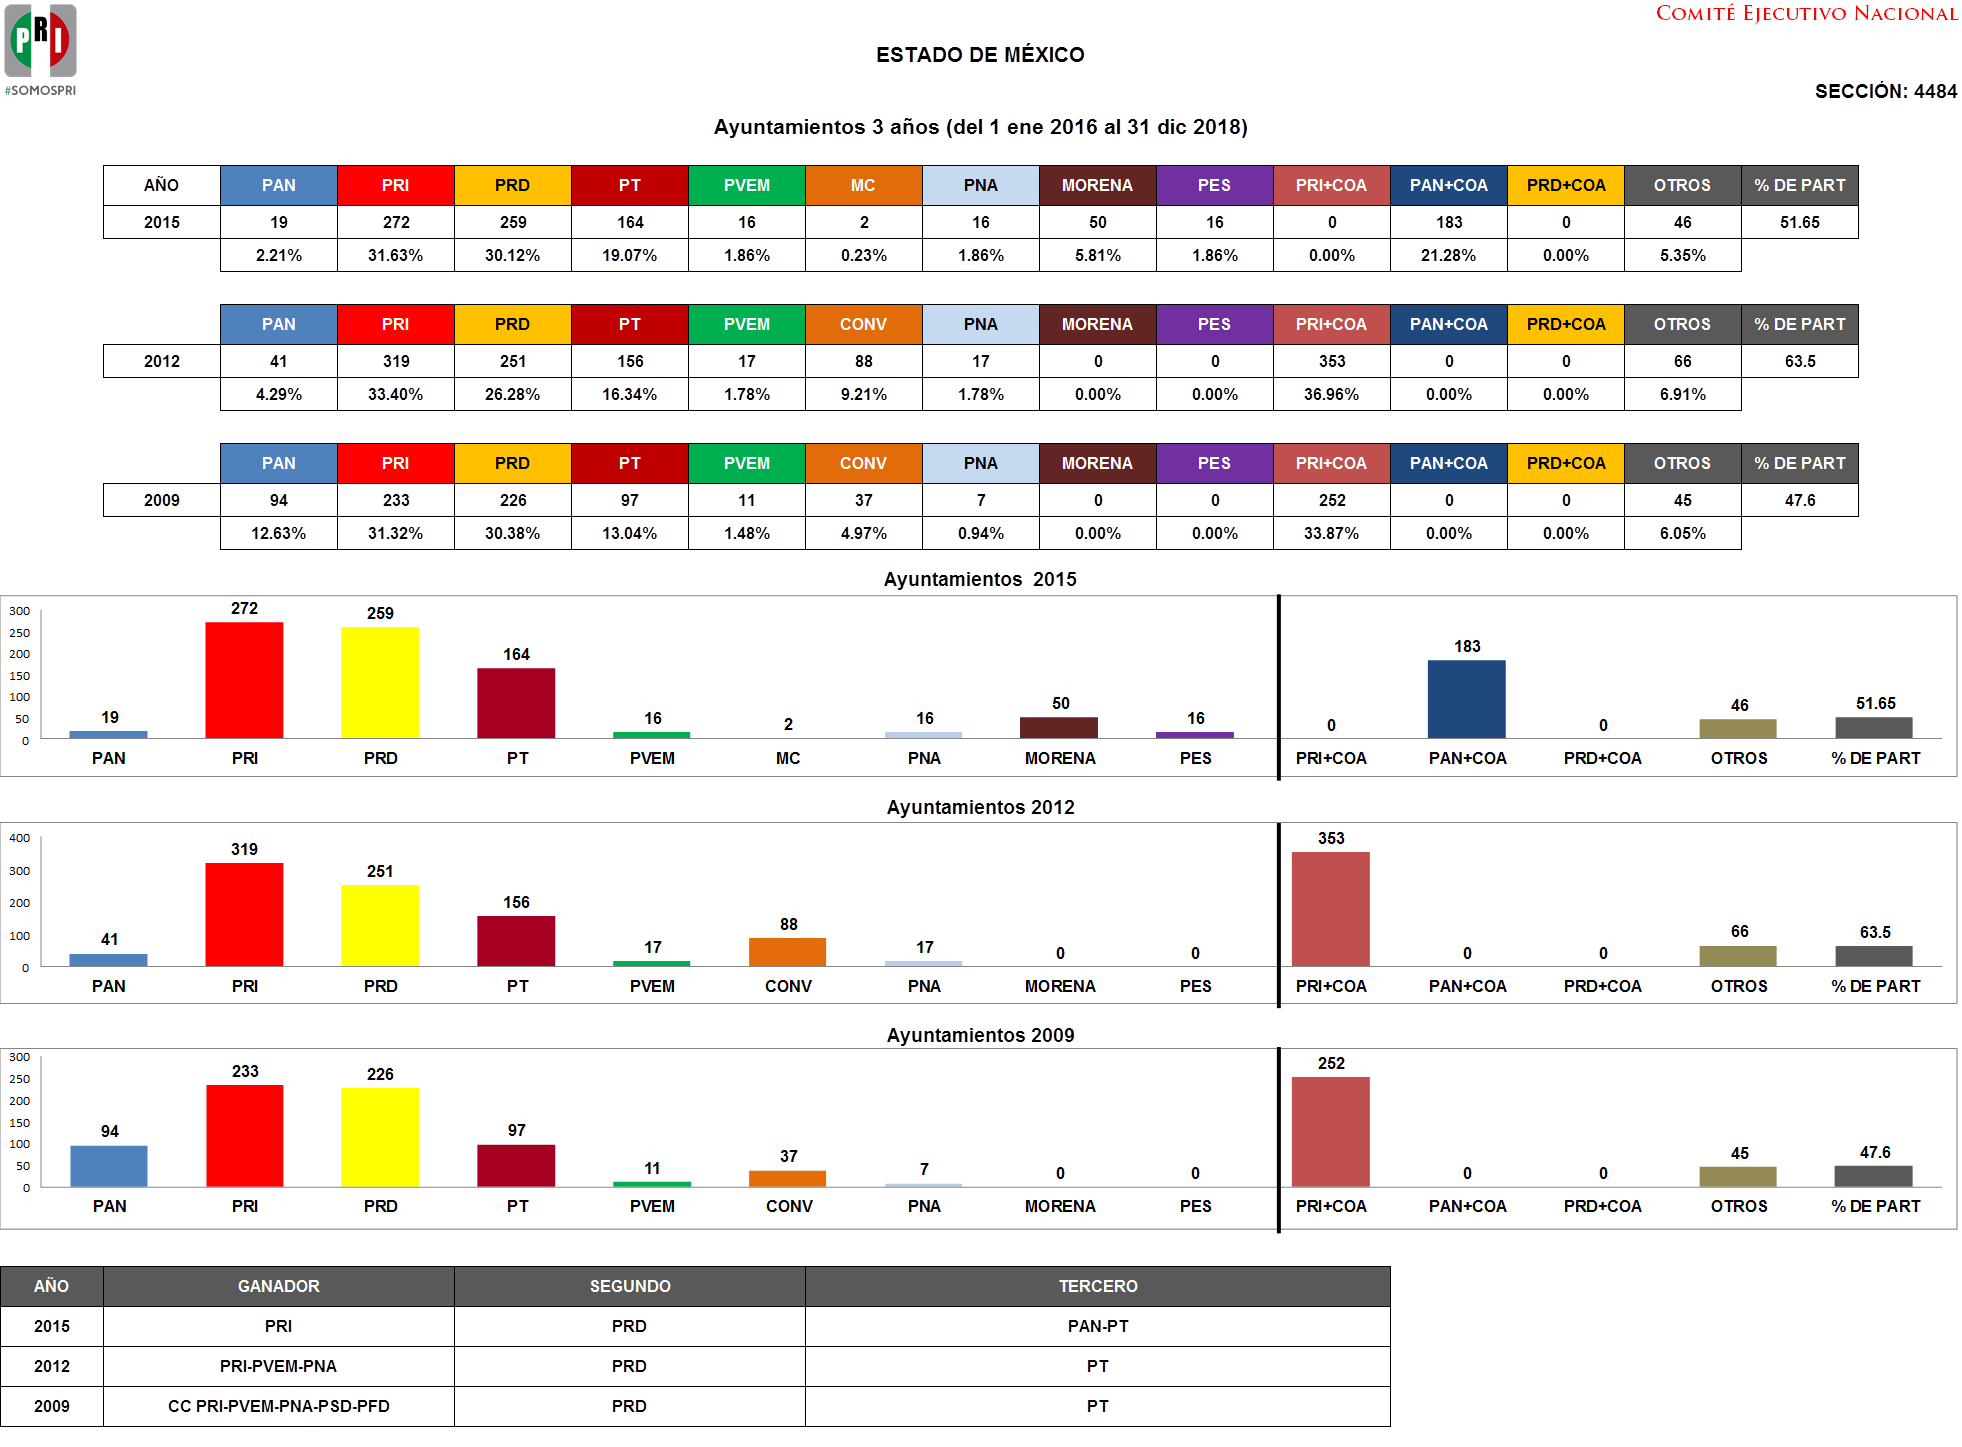 PRI
#SOMOSPRI
COMITÉ EJECUTIVO NACIONAL
ESTADO DE MÉXICO
SECCIÓN: 4484
Ayuntamientos 3 años (del 1 ene 2016 al 31 dic 2018)
AÑO PAN PRI PRD PT PVEM MC PNA MORENA PES PRI+COA PAN+COA PRD+COA OTROS % DE PART
2015 19 272 259 164 16 2 16 50 16 0 183 0 46 51.65
2.21% 31.63% 30.12% 19.07% 1.86% 0.23% 1.86% 5.81% 1.86% 0.00% 21.28% 0.00% 5.35%
PAN PRI PRD PT PVEM CONV PNA MORENA PES PRI+COA PAN+COA PRD+COA OTROS % DE PART
2012 41 319 251 156 17 88 17 0 0 353 0 0 66 63.5
4.29% 33.40% 26.28% 16.34% 1.78% 9.21% 1.78% 0.00% 0.00% 36.96% 0.00% 0.00% 6.91%
PAN PRI PRD PT PVEM CONV PNA MORENA PES PRI+COA PAN+COA PRD+COA OTROS % DE PART
2009 94 233 226 97 11 37 7 0 0 252 0 0 45 47.6
12.63% 31.32% 30.38% 13.04% 1.48% 4.97% 0.94% 0.00% 0.00% 33.87% 0.00% 0.00% 6.05%
Ayuntamientos 2015
300
250
200
150
100
50
0
19 272 259 164 16 2 16 50 16 0 183 0 46 51.65
PAN PRI PRD PT PVEM MC PNA MORENA PES PRI+COA PAN+COA PRD+COA OTROS % DE PART
Ayuntamientos 2012
400
300
200
100
0
41 319 251 156 17 88 17 0 0 353 0 0 66 63.5
PAN PRI PRD PT PVEM CONV PNA MORENA PES PRI+COA PAN+COA PRD+COA OTROS % DE PART
Ayuntamientos 2009
300
250
200
150
100
50
0
94 233 226 97 11 37 7 0 0 252 0 0 45 47.6
PAN PRI PRD PT PVEM CONV PNA MORENA PES PRI+COA PAN+COA PRD+COA OTROS % DE PART
AÑO GANADOR SEGUNDO TERCERO
2015 PRI PRD PAN-PT
2012 PRI-PVEM-PNA PRD PT
2009 CC PRI-PVEM-PNA-PSD-PFD PRD PT